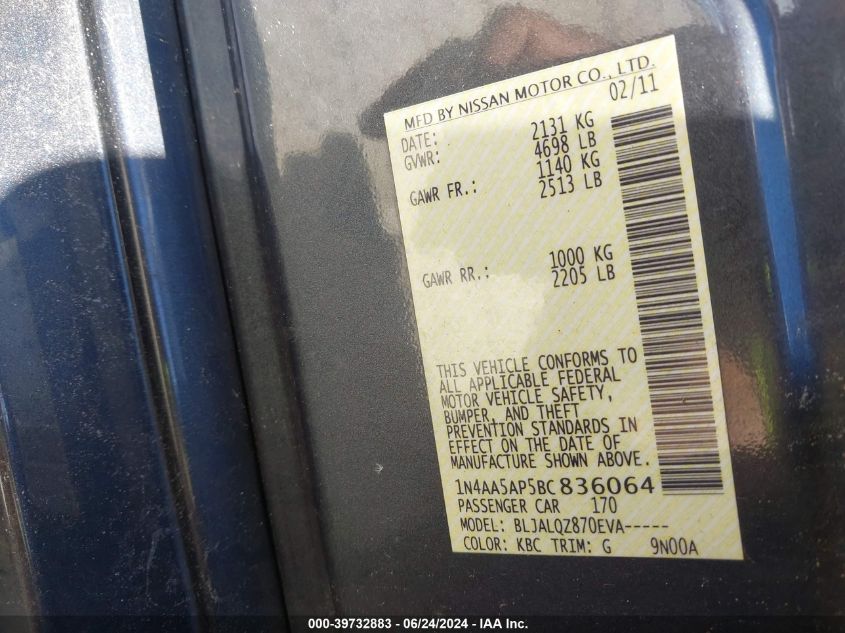 MFD BY NISSAN MOTOR CO., LTD.
DATE: 02/11
GVWR: 2131 KG
4698 LB
GAWR FR.: 1140 KG
2513 LB
GAWR RR.: 1000 KG
2205 LB
THIS VEHICLE CONFORMS TO
ALL APPLICABLE FEDERAL
MOTOR VEHICLE SAFETY,
BUMPER, AND THEFT
PREVENTION STANDARDS IN
EFFECT ON THE DATE OF
MANUFACTURE SHOWN ABOVE.
1N4AA5AP5BC836064
PASSENGER CAR 170
MODEL: BLJALQZ870EVA-----
COLOR: KBC TRIM: G 9N00A
000-39732883 / 06/24/2024 - IAA Inc.